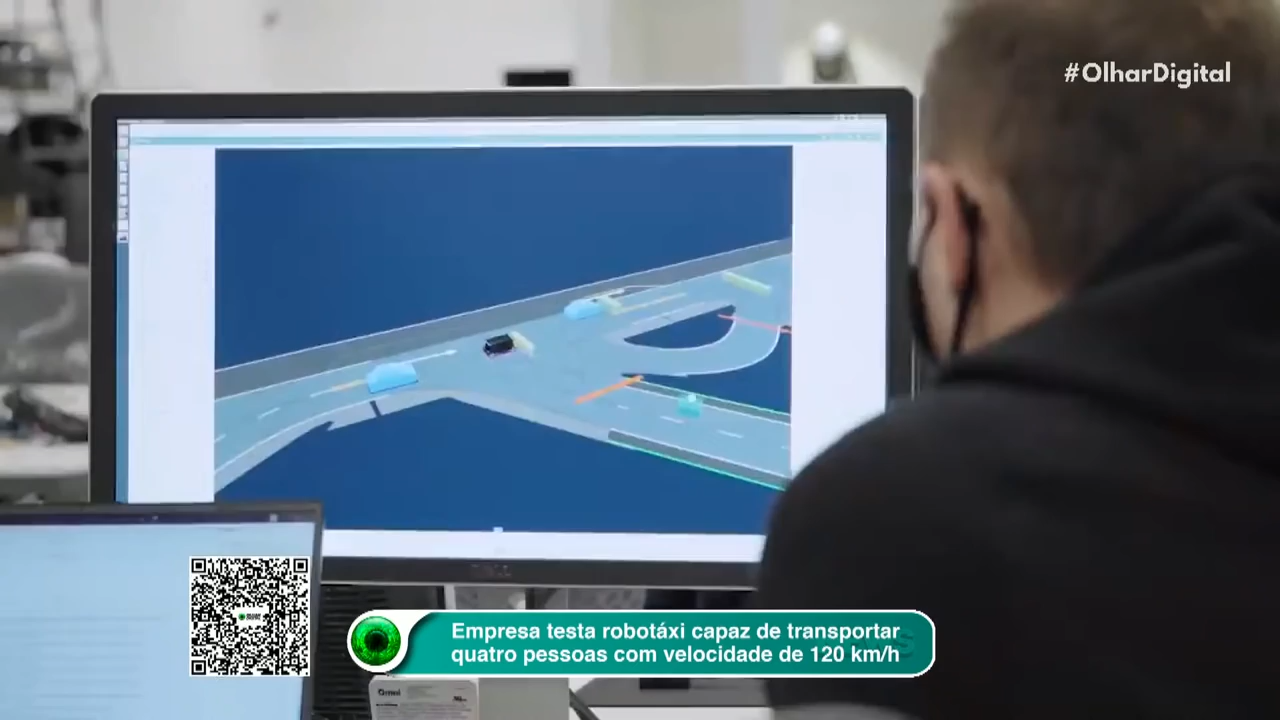 #OlharDigital
Empresa testa robotáxi capaz de transportar
quatro pessoas com velocidade de 120 km/h